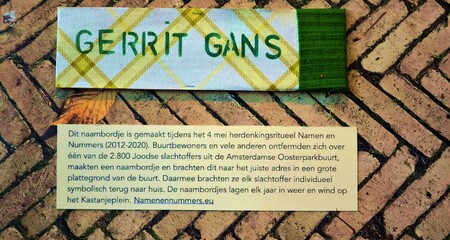 GERRIT GANS
Dit naambordje is gemaakt tijdens het 4 mei herdenkingsritueel Namen en
Nummers (2012-2020). Buurtbewoners en vele anderen ontfermden zich over
één van de 2.800 Joodse slachtoffers uit de Amsterdamse Oosterparkbuurt,
maakten een naambordje en brachten dit naar het juiste adres in een grote
plattegrond van de buurt. Daarmee brachten ze elk slachtoffer individueel
symbolisch terug naar huis. De naambordjes lagen elk jaar in weer en wind op
het Kastanjeplein. Namenennummers.eu